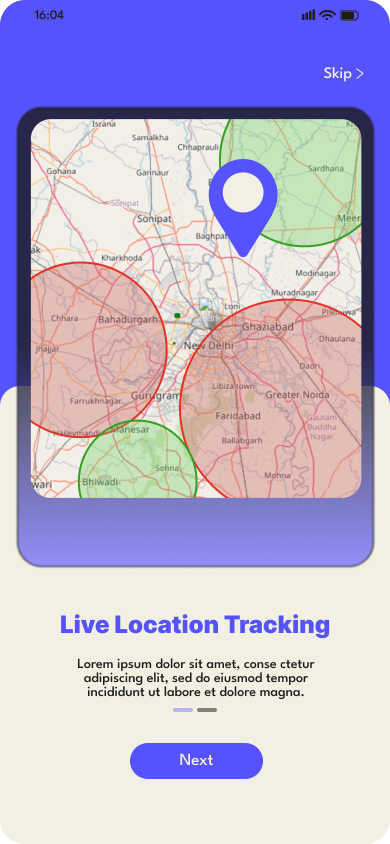 16:04
Skip >
Israna
Samalkha
Chhaprauli
Gohana
Gannaur
Sardhana
Sonipat
Sonipat
Meer
Baghpat
Kharkhoda
Modinagar
Muradnagar
Loni
Pilkhuwa
Chhara
Bahadurgarh
Ghaziabad
Dhaulana
Jhajjar
New Delhi
Dadri
Libiza town
Gurugram
Greater Noida
Farrukhnagar
Faridabad
Gautam
Buddha
Nagar
Haileymandi
Manesar
Ballabgarh
Sohna
Mohna
Bhiwadi
wari
Live Location Tracking
Lorem ipsum dolor sit amet, conse ctetur
adipiscing elit, sed do eiusmod tempor
incididunt ut labore et dolore magna.
Next